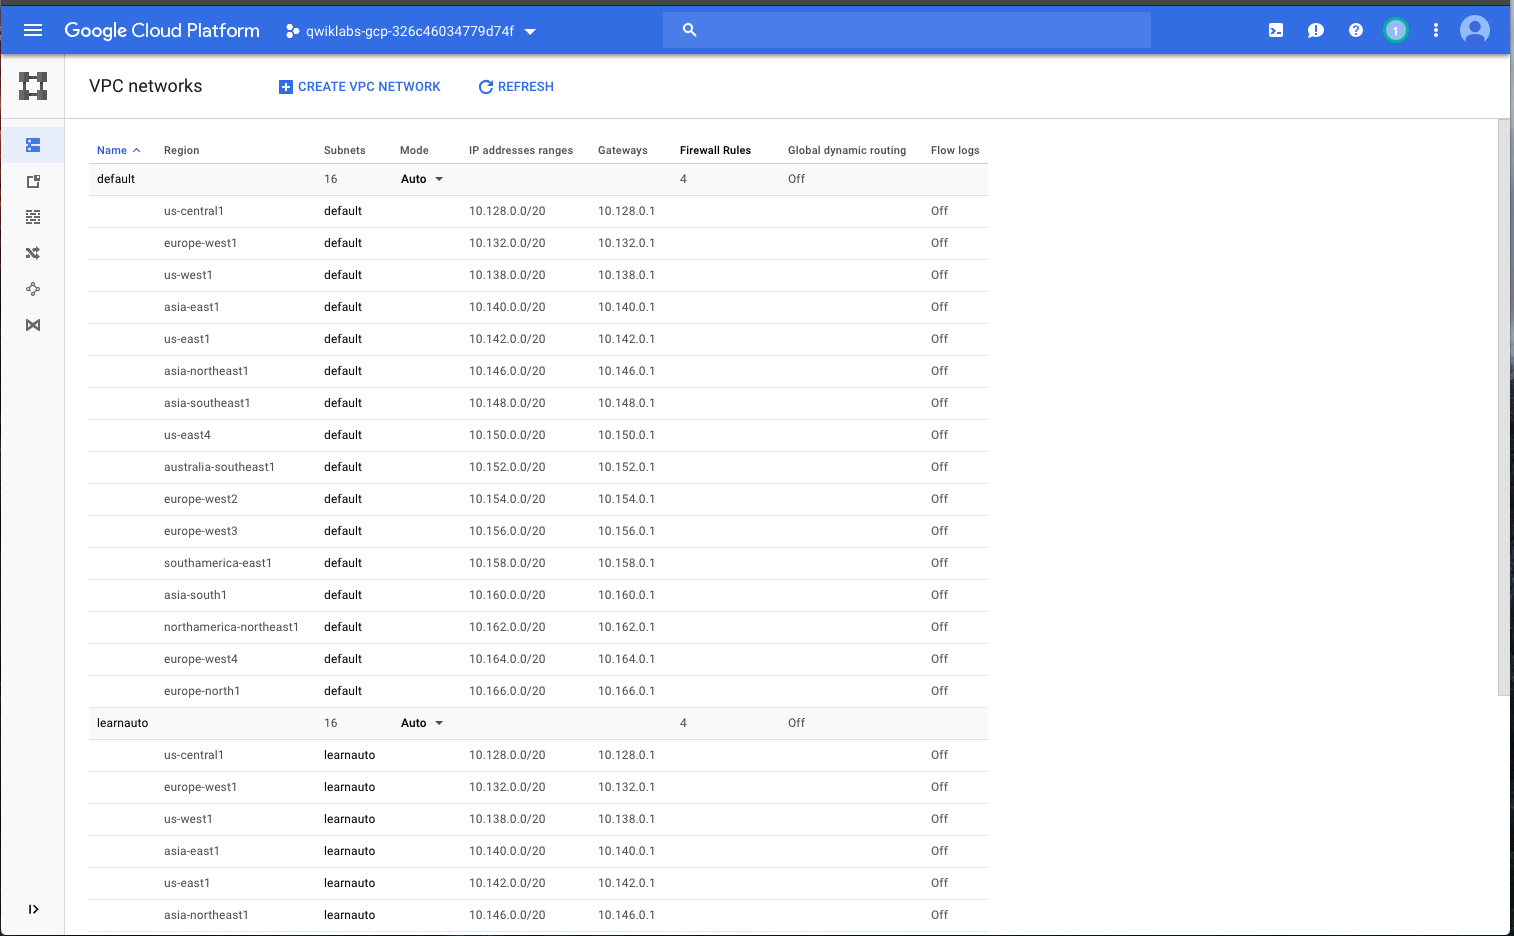 Google Cloud Platform qwiklabs-gcp-326c46034779d74f 1
VPC networks CREATE VPC NETWORK REFRESH
Name Region Subnets Mode IP addresses ranges Gateways Firewall Rules Global dynamic routing Flow logs
default 16 Auto 4 Off
us-central1 default 10.128.0.0/20 10.128.0.1 Off
europe-west1 default 10.132.0.0/20 10.132.0.1 Off
us-west1 default 10.138.0.0/20 10.138.0.1 Off
asia-east1 default 10.140.0.0/20 10.140.0.1 Off
us-east1 default 10.142.0.0/20 10.142.0.1 Off
asia-northeast1 default 10.146.0.0/20 10.146.0.1 Off
asia-southeast1 default 10.148.0.0/20 10.148.0.1 Off
us-east4 default 10.150.0.0/20 10.150.0.1 Off
australia-southeast1 default 10.152.0.0/20 10.152.0.1 Off
europe-west2 default 10.154.0.0/20 10.154.0.1 Off
europe-west3 default 10.156.0.0/20 10.156.0.1 Off
southamerica-east1 default 10.158.0.0/20 10.158.0.1 Off
asia-south1 default 10.160.0.0/20 10.160.0.1 Off
northamerica-northeast1 default 10.162.0.0/20 10.162.0.1 Off
europe-west4 default 10.164.0.0/20 10.164.0.1 Off
europe-north1 default 10.166.0.0/20 10.166.0.1 Off
learnauto 16 Auto 4 Off
us-central1 learnauto 10.128.0.0/20 10.128.0.1 Off
europe-west1 learnauto 10.132.0.0/20 10.132.0.1 Off
us-west1 learnauto 10.138.0.0/20 10.138.0.1 Off
asia-east1 learnauto 10.140.0.0/20 10.140.0.1 Off
us-east1 learnauto 10.142.0.0/20 10.142.0.1 Off
asia-northeast1 learnauto 10.146.0.0/20 10.146.0.1 Off